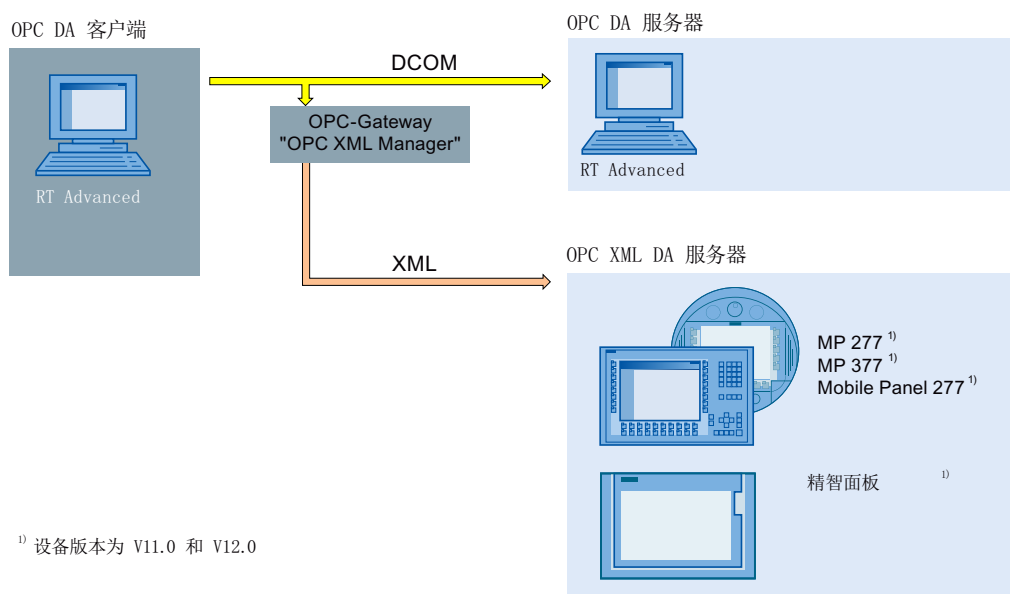 OPC DA 客户端
RT Advanced
DCOM
OPC-Gateway
"OPC XML Manager"
XML
OPC DA 服务器
RT Advanced
OPC XML DA 服务器
MP 277 1)
MP 377 1)
Mobile Panel 277 1)
精智面板 1)
1) 设备版本为 V11.0 和 V12.0